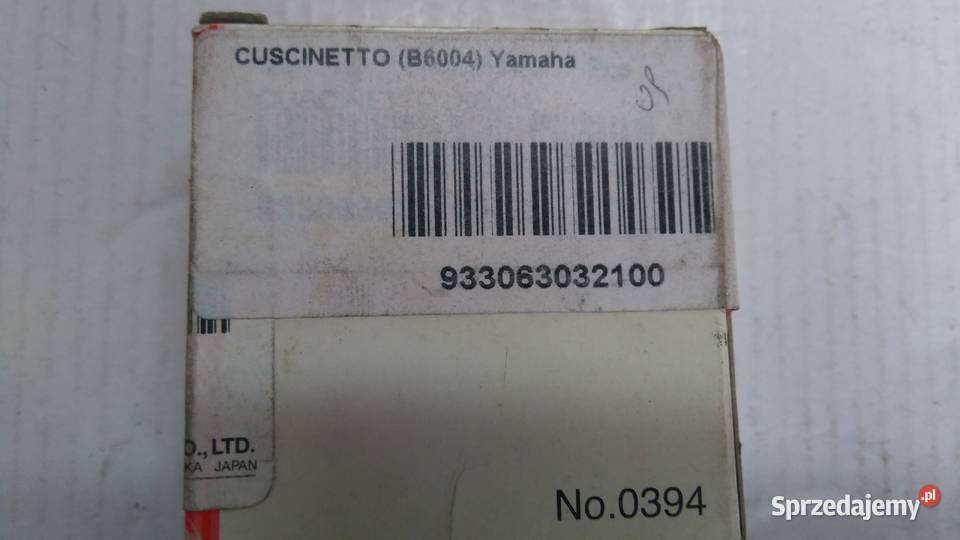 CUSCINETTO (B6004) Yamaha
933063032100
O., LTD.
KA JAPAN
No.0394
Sprzedajemy.pl